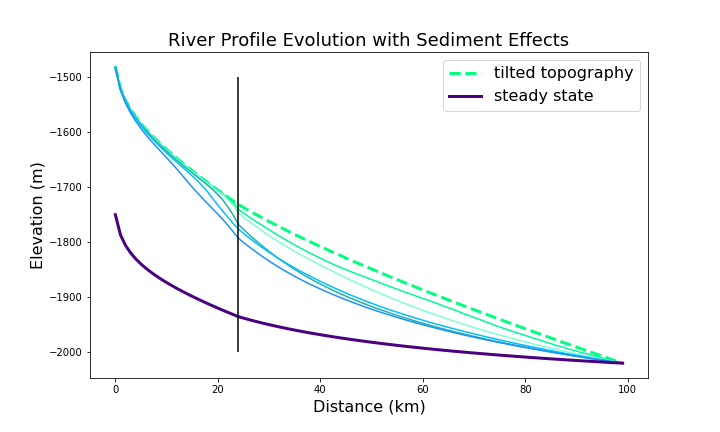 River Profile Evolution with Sediment Effects
tilted topography
steady state
Elevation (m)
−1500
−1600
−1700
−1800
−1900
−2000
0
20
40
60
80
100
Distance (km)